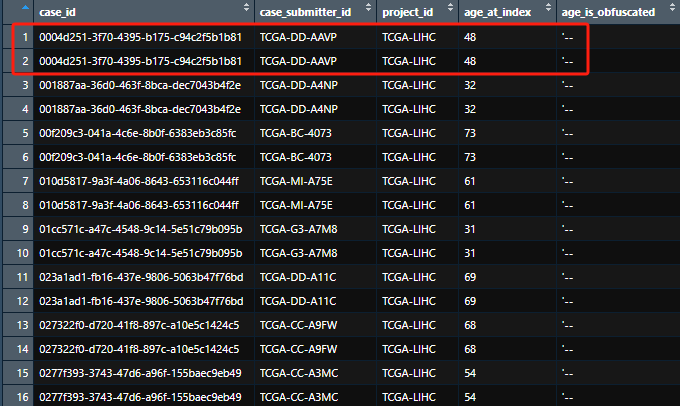 case_id case_submitter_id project_id age_at_index age_is_obfuscated
1 0004d251-3f70-4395-b175-c94c2f5b1b81 TCGA-DD-AAVP TCGA-LIHC 48 '--
2 0004d251-3f70-4395-b175-c94c2f5b1b81 TCGA-DD-AAVP TCGA-LIHC 48 '--
3 001887aa-36d0-463f-8bca-dec7043b4f2e TCGA-DD-A4NP TCGA-LIHC 32 '--
4 001887aa-36d0-463f-8bca-dec7043b4f2e TCGA-DD-A4NP TCGA-LIHC 32 '--
5 00f209c3-041a-4c6e-8b0f-6383eb3c85fc TCGA-BC-4073 TCGA-LIHC 73 '--
6 00f209c3-041a-4c6e-8b0f-6383eb3c85fc TCGA-BC-4073 TCGA-LIHC 73 '--
7 010d5817-9a3f-4a06-8643-653116c044ff TCGA-MI-A75E TCGA-LIHC 61 '--
8 010d5817-9a3f-4a06-8643-653116c044ff TCGA-MI-A75E TCGA-LIHC 61 '--
9 01cc571c-a47c-4548-9c14-5e51c79b095b TCGA-G3-A7M8 TCGA-LIHC 31 '--
10 01cc571c-a47c-4548-9c14-5e51c79b095b TCGA-G3-A7M8 TCGA-LIHC 31 '--
11 023a1ad1-fb16-437e-9806-5063b47f76bd TCGA-DD-A11C TCGA-LIHC 69 '--
12 023a1ad1-fb16-437e-9806-5063b47f76bd TCGA-DD-A11C TCGA-LIHC 69 '--
13 027322f0-d720-41f8-897c-a10e5c1424c5 TCGA-CC-A9FW TCGA-LIHC 68 '--
14 027322f0-d720-41f8-897c-a10e5c1424c5 TCGA-CC-A9FW TCGA-LIHC 68 '--
15 0277f393-3743-47d6-a96f-155baec9eb49 TCGA-CC-A3MC TCGA-LIHC 54 '--
16 0277f393-3743-47d6-a96f-155baec9eb49 TCGA-CC-A3MC TCGA-LIHC 54 '--